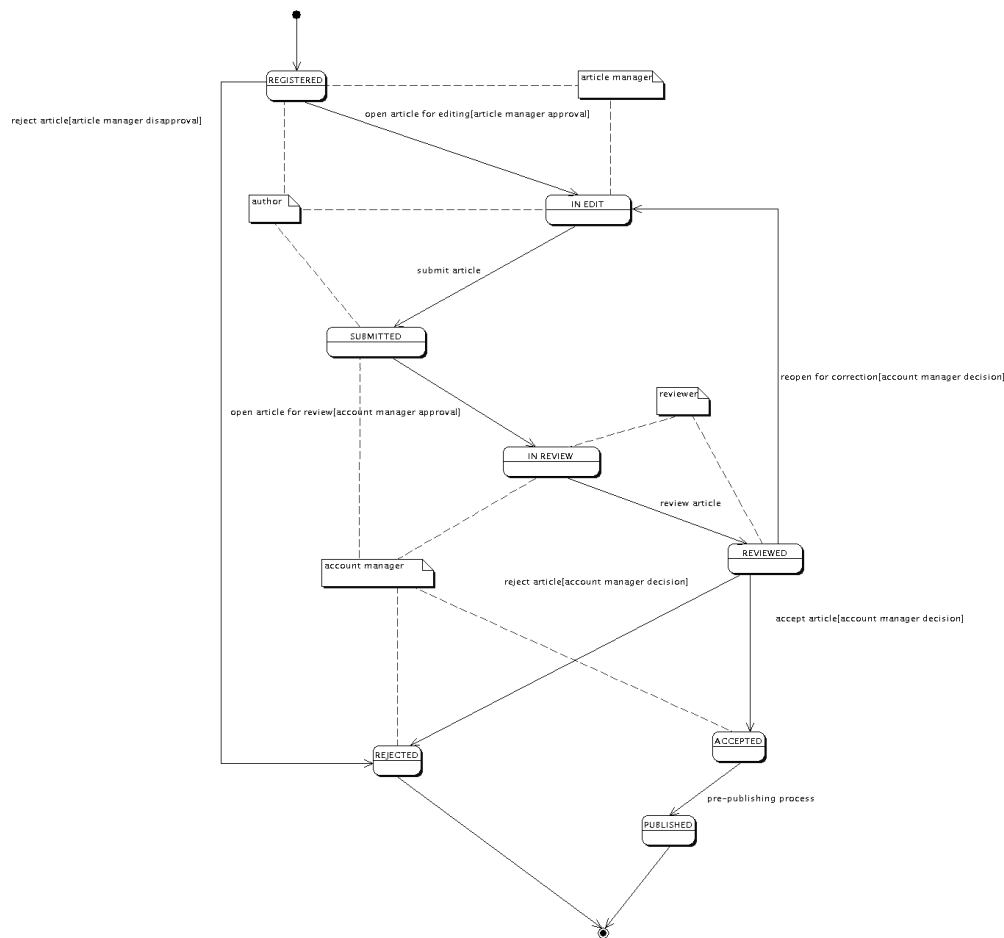 REGISTERED
article manager
reject article[article manager disapproval]
open article for editing[article manager approval]
author
IN EDIT
submit article
SUBMITTED
reopen for correction[account manager decision]
reviewer
open article for review[account manager approval]
IN REVIEW
review article
REVIEWED
account manager
reject article[account manager decision]
accept article[account manager decision]
ACCEPTED
REJECTED
pre-publishing process
PUBLISHED